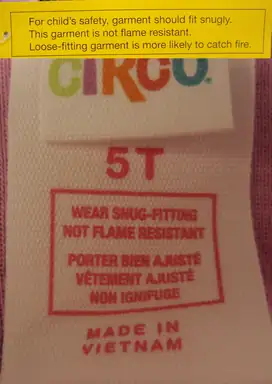 For child's safety, garment should fit snugly.
This garment is not flame resistant.
Loose-fitting garment is more likely to catch fire.
CIRCO.
5T
WEAR SNUG-FITTING
NOT FLAME RESISTANT
PORTER BIEN AJUSTÉ
VÊTEMENT AJUSTÉ
NON IGNIFUGE
MADE IN
VIETNAM